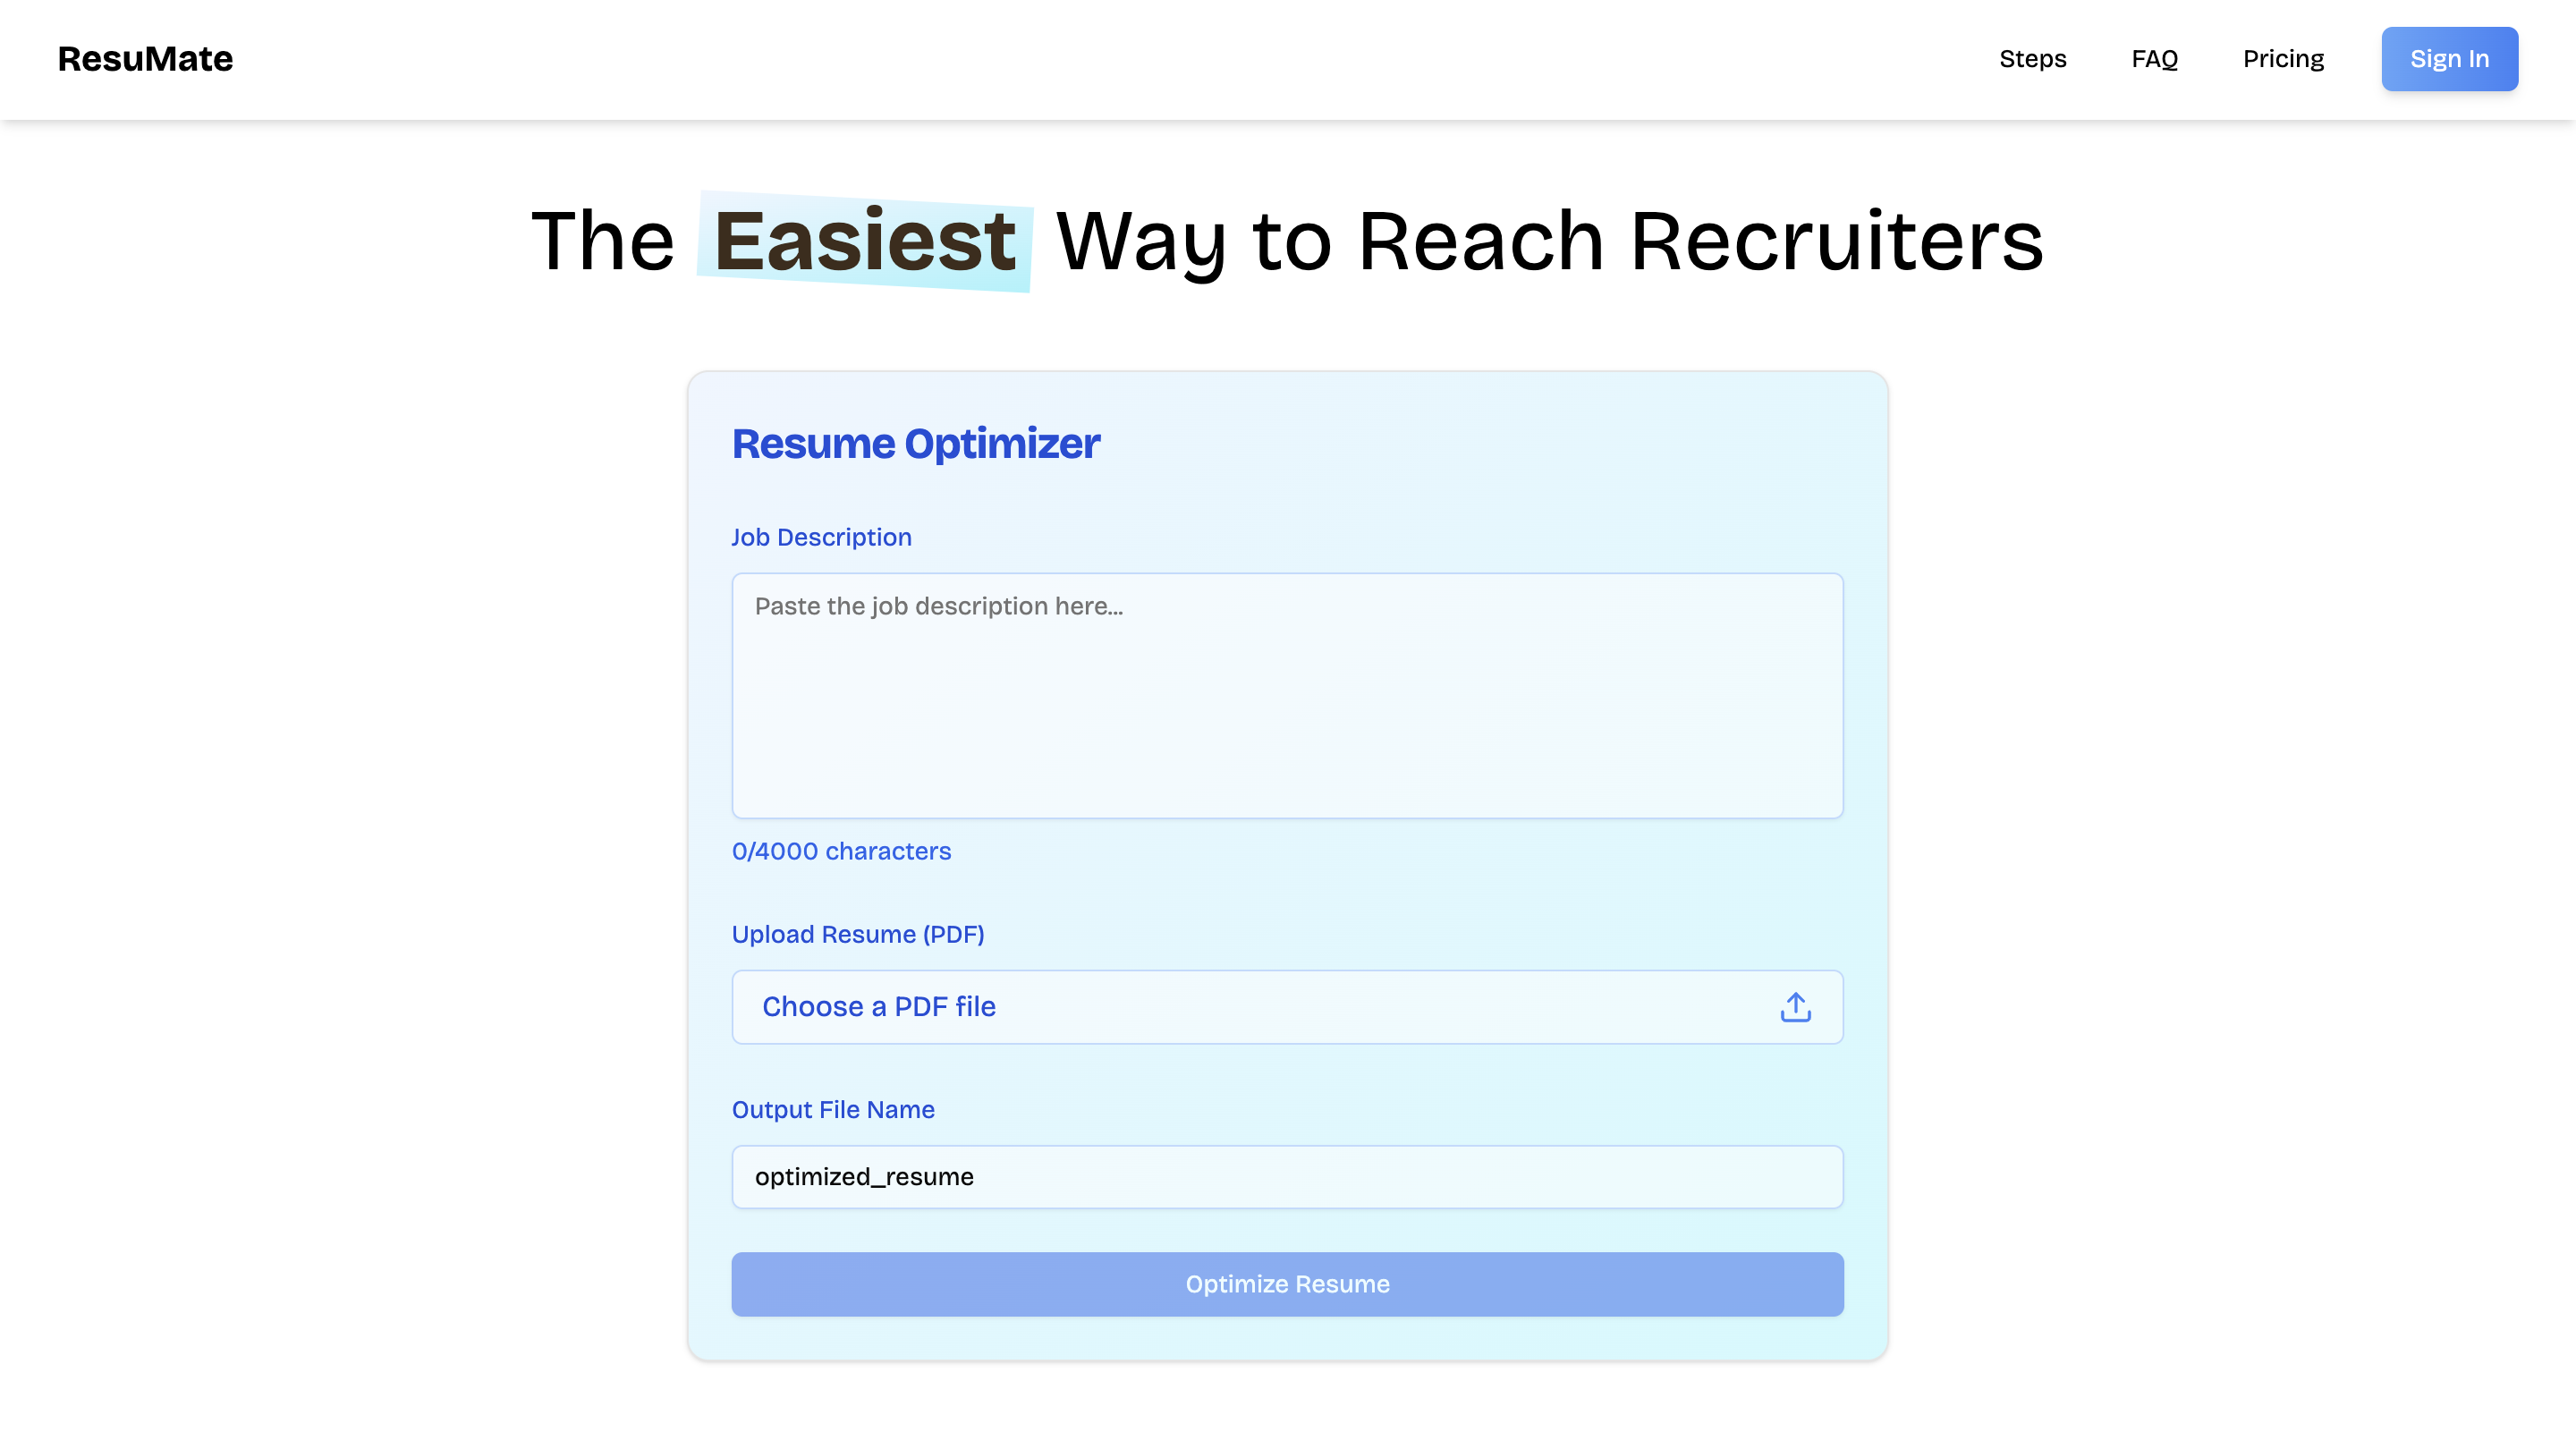 ResuMate
Steps
FAQ
Pricing
Sign In
The Easiest Way to Reach Recruiters
Resume Optimizer
Job Description
Paste the job description here...
0/4000 characters
Upload Resume (PDF)
Choose a PDF file
Output File Name
optimized_resume
Optimize Resume